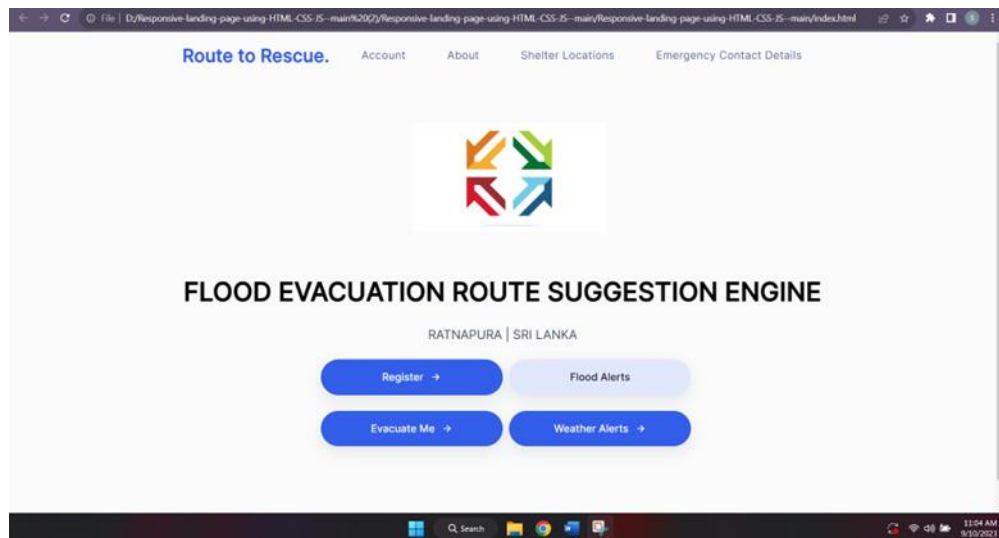 File | D:/Responsive-landing-page-using-HTML-CSS-JS--main%20(2)/Responsive-landing-page-using-HTML-CSS-JS--main/Responsive-landing-page-using-HTML-CSS-JS--main/index.html
Route to Rescue. Account About Shelter Locations Emergency Contact Details
FLOOD EVACUATION ROUTE SUGGESTION ENGINE
RATNAPURA | SRI LANKA
Register → Flood Alerts
Evacuate Me → Weather Alerts →
Search
11:04 AM
9/10/2023